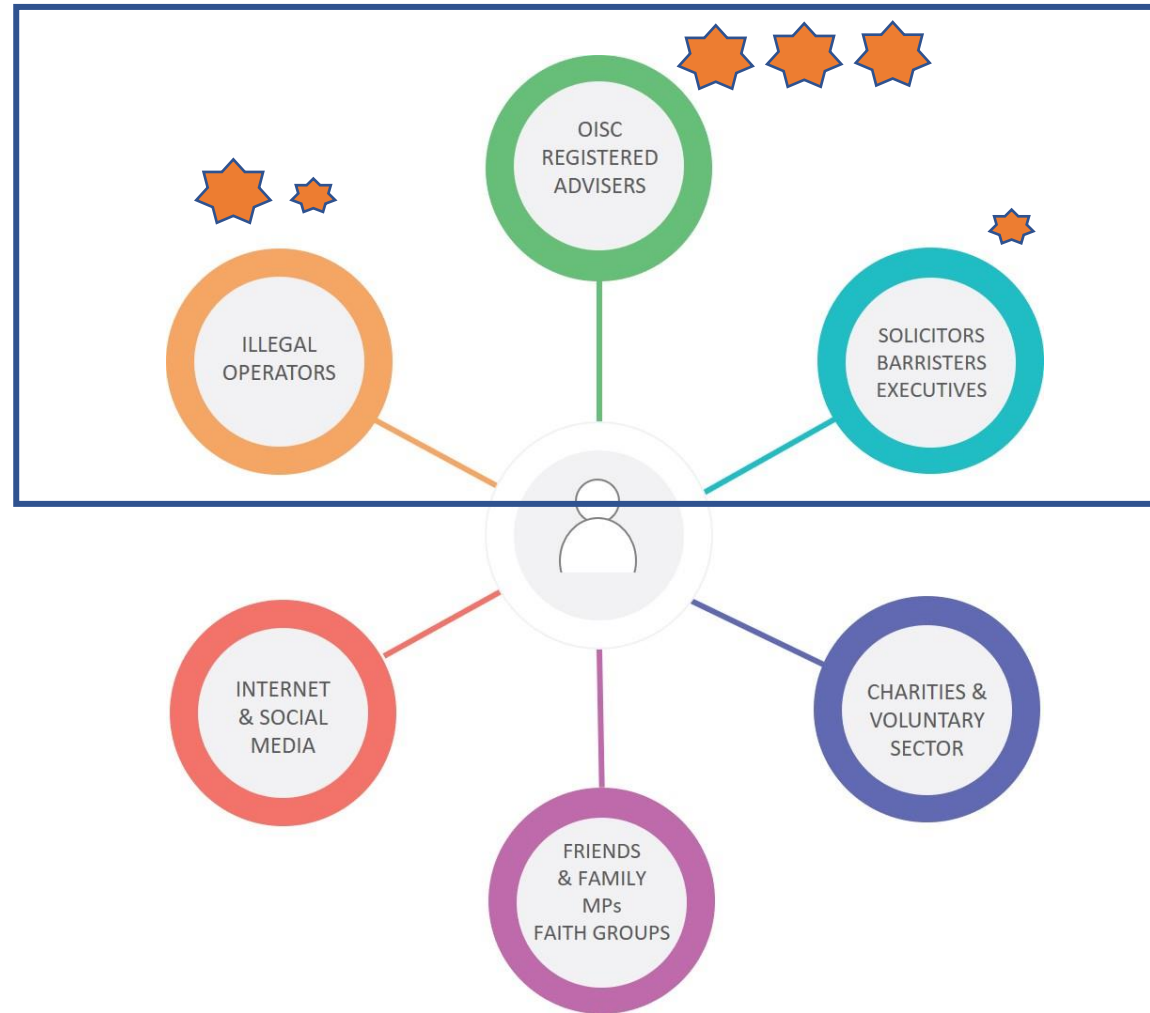 OISC
REGISTERED
ADVISERS
ILLEGAL
OPERATORS
SOLICITORS
BARRISTERS
EXECUTIVES
INTERNET
& SOCIAL
MEDIA
CHARITIES &
VOLUNTARY
SECTOR
FRIENDS
& FAMILY
MPs
FAITH GROUPS